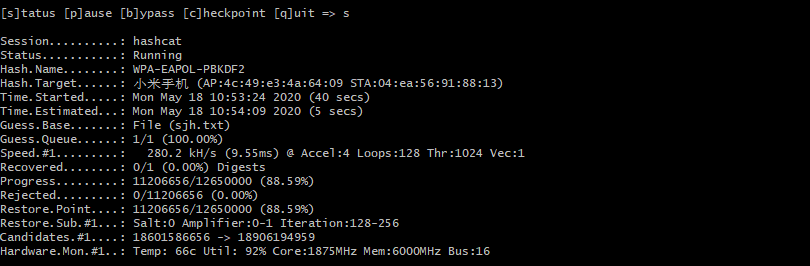 [s]tatus [p]ause [b]ypass [c]heckpoint [q]uit => s
Session..........: hashcat
Status...........: Running
Hash.Name........: WPA-EAPOL-PBKDF2
Hash.Target......: 小米手机 (AP:4c:49:e3:4a:64:09 STA:04:ea:56:91:88:13)
Time.Started.....: Mon May 18 10:53:24 2020 (40 secs)
Time.Estimated...: Mon May 18 10:54:09 2020 (5 secs)
Guess.Base.......: File (sjh.txt)
Guess.Queue......: 1/1 (100.00%)
Speed.#1.........:   280.2 kH/s (9.55ms) @ Accel:4 Loops:128 Thr:1024 Vec:1
Recovered........: 0/1 (0.00%) Digests
Progress.........: 11206656/12650000 (88.59%)
Rejected.........: 0/11206656 (0.00%)
Restore.Point....: 11206656/12650000 (88.59%)
Restore.Sub.#1...: Salt:0 Amplifier:0-1 Iteration:128-256
Candidates.#1....: 18601586656 -> 18906194959
Hardware.Mon.#1..: Temp: 66c Util: 92% Core:1875MHz Mem:6000MHz Bus:16